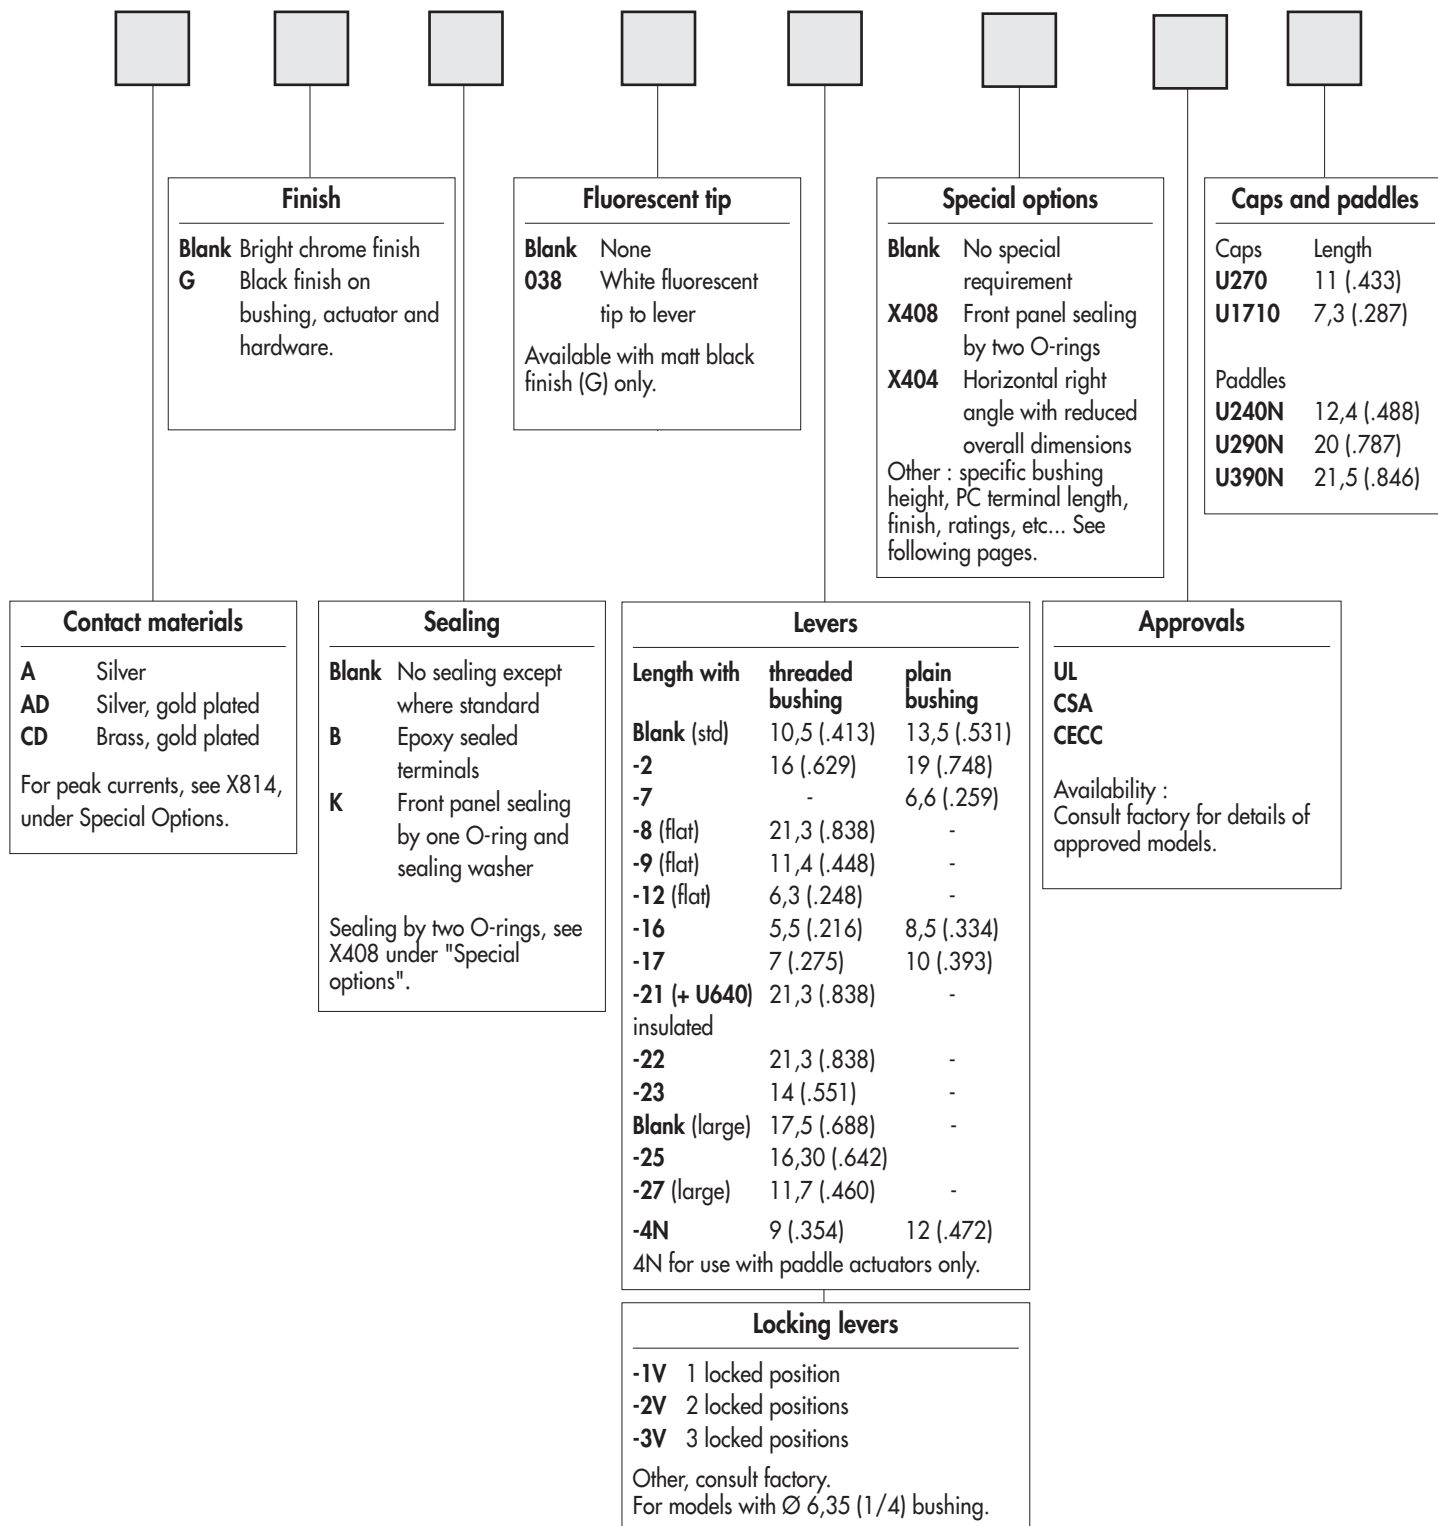 Finish
Blank Bright chrome finish
G Black finish on
bushing, actuator and
hardware.
Fluorescent tip
Blank None
038 White fluorescent
tip to lever
Available with matt black
finish (G) only.
Special options
Blank No special
requirement
X408 Front panel sealing
by two O-rings
X404 Horizontal right
angle with reduced
overall dimensions
Other : specific bushing
height, PC terminal length,
finish, ratings, etc... See
following pages.
Caps and paddles
Caps Length
U270 11 (.433)
U1710 7,3 (.287)
Paddles
U240N 12,4 (.488)
U290N 20 (.787)
U390N 21,5 (.846)
Contact materials
A Silver
AD Silver, gold plated
CD Brass, gold plated
For peak currents, see X814,
under Special Options.
Sealing
Blank No sealing except
where standard
B Epoxy sealed
terminals
K Front panel sealing
by one O-ring and
sealing washer
Sealing by two O-rings, see
X408 under "Special
options".
Levers
Length with threaded plain
bushing bushing
Blank (std) 10,5 (.413) 13,5 (.531)
-2 16 (.629) 19 (.748)
-7 - 6,6 (.259)
-8 (flat) 21,3 (.838) -
-9 (flat) 11,4 (.448) -
-12 (flat) 6,3 (.248) -
-16 5,5 (.216) 8,5 (.334)
-17 7 (.275) 10 (.393)
-21 (+ U640) 21,3 (.838) -
insulated
-22 21,3 (.838) -
-23 14 (.551) -
Blank (large) 17,5 (.688) -
-25 16,30 (.642)
-27 (large) 11,7 (.460) -
-4N 9 (.354) 12 (.472)
4N for use with paddle actuators only.
Locking levers
-1V 1 locked position
-2V 2 locked positions
-3V 3 locked positions
Other, consult factory.
For models with Ø 6,35 (1/4) bushing.
Approvals
UL
CSA
CECC
Availability :
Consult factory for details of
approved models.